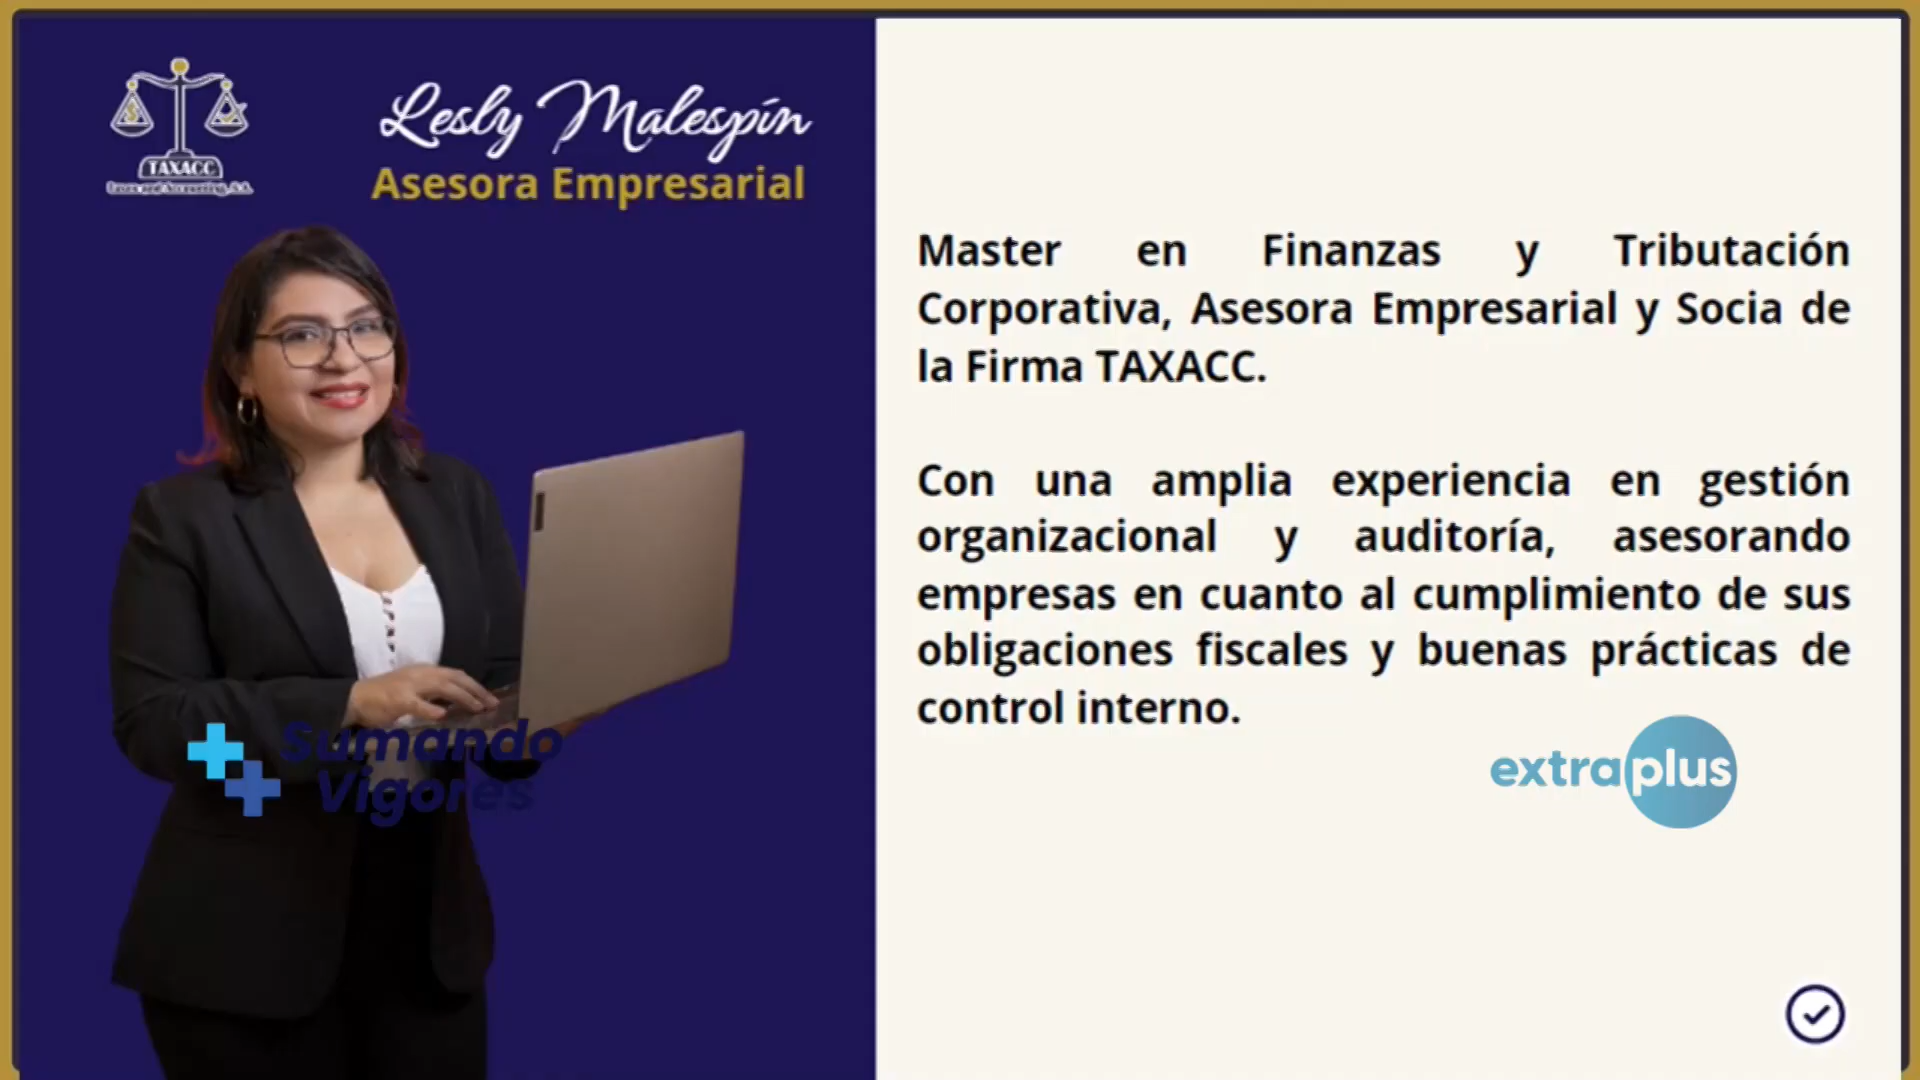 TAXACC
Lesly Malespín
Asesora Empresarial
Master en Finanzas y Tributación
Corporativa, Asesora Empresarial y Socia de
la Firma TAXACC.
Con una amplia experiencia en gestión
organizacional y auditoría, asesorando
empresas en cuanto al cumplimiento de sus
obligaciones fiscales y buenas prácticas de
control interno.
Sumando
Vigores
extraplus